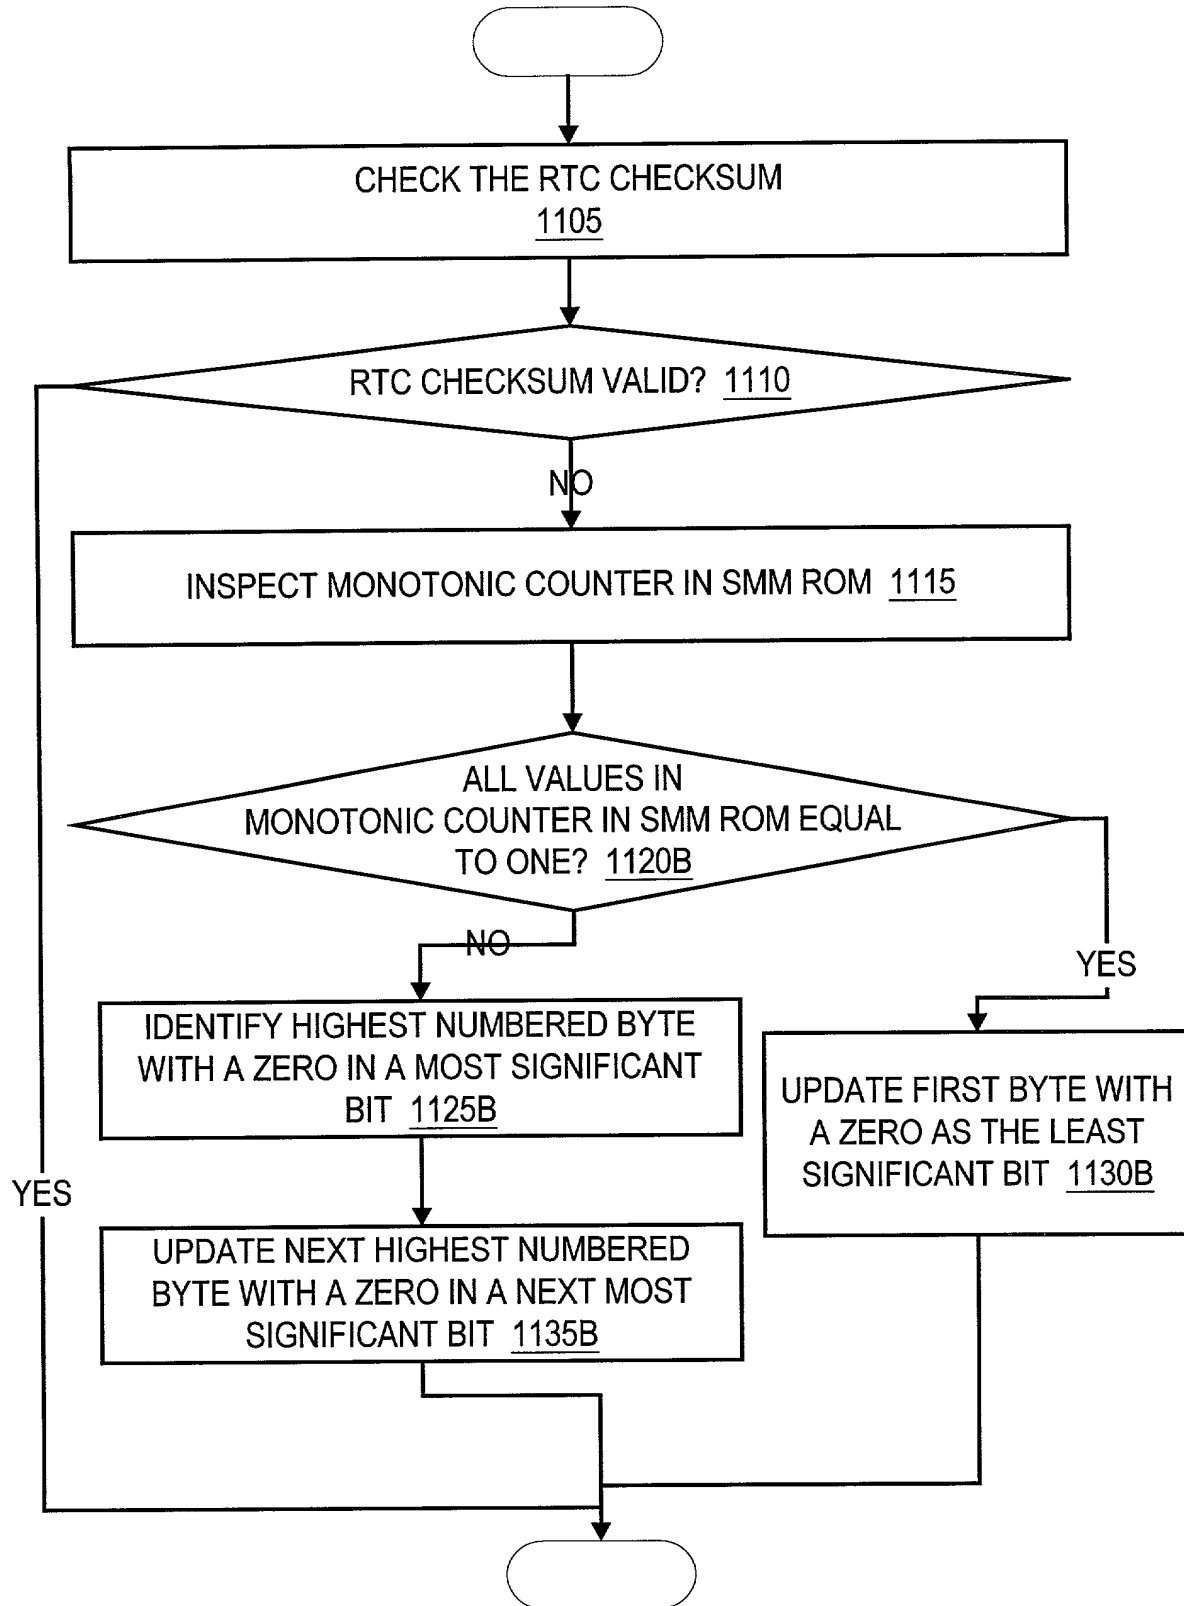 CHECK THE RTC CHECKSUM
1105
RTC CHECKSUM VALID? 1110
NO
INSPECT MONOTONIC COUNTER IN SMM ROM 1115
ALL VALUES IN
MONOTONIC COUNTER IN SMM ROM EQUAL
TO ONE? 1120B
NO
YES
IDENTIFY HIGHEST NUMBERED BYTE
WITH A ZERO IN A MOST SIGNIFICANT
BIT 1125B
UPDATE FIRST BYTE WITH
A ZERO AS THE LEAST
SIGNIFICANT BIT 1130B
YES
UPDATE NEXT HIGHEST NUMBERED
BYTE WITH A ZERO IN A NEXT MOST
SIGNIFICANT BIT 1135B